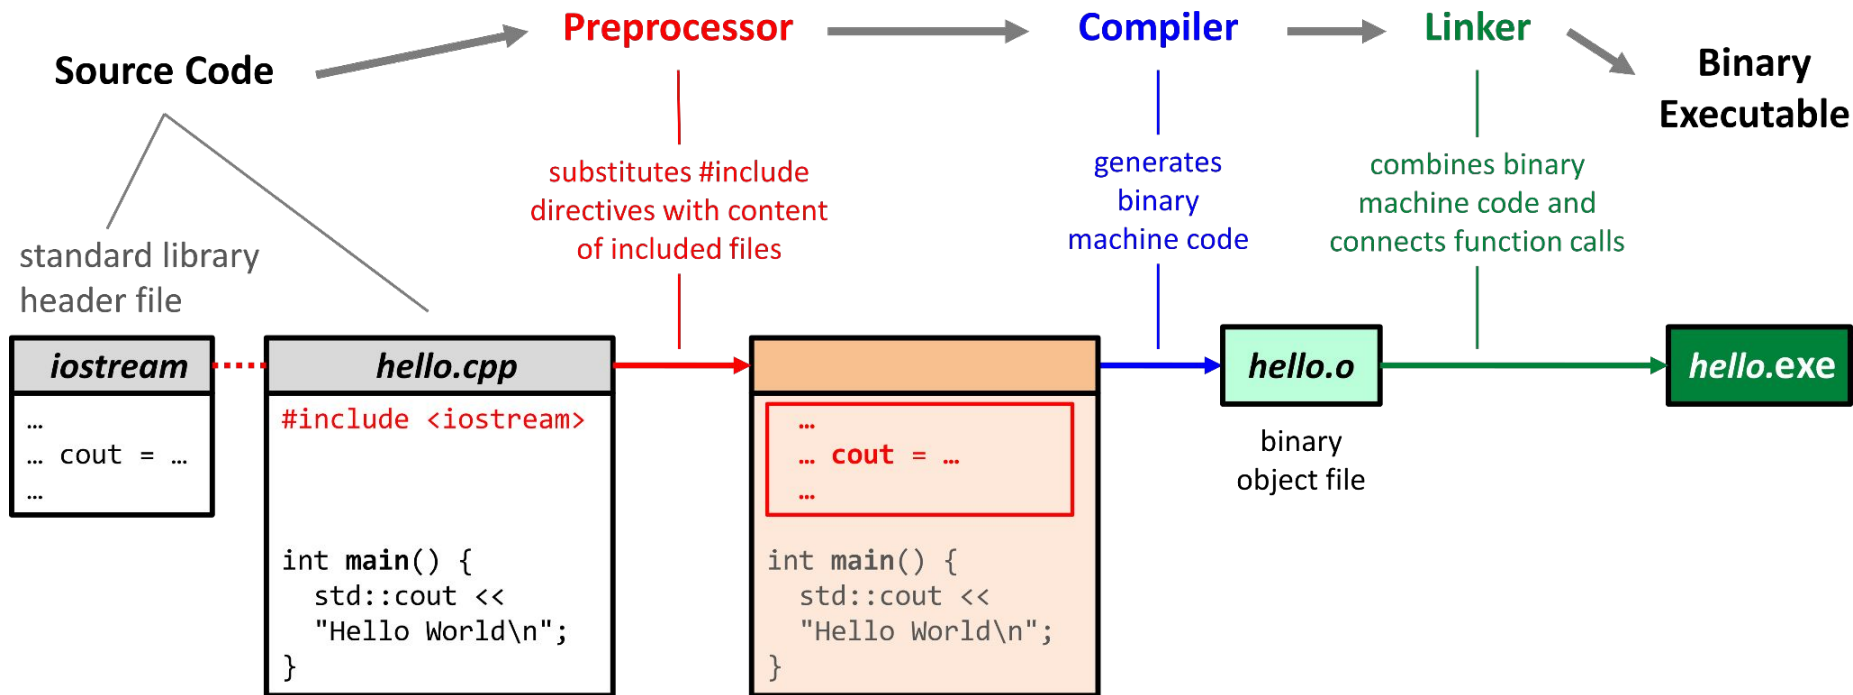 Source Code
Preprocessor
Compiler
Linker
Binary
Executable
substitutes #include
directives with content
of included files
generates
binary
machine code
combines binary
machine code and
connects function calls
standard library
header file
iostream
…
… cout = …
…
hello.cpp
#include <iostream>
int main() {
  std::cout <<
  "Hello World\n";
}
…
… cout = …
…
int main() {
  std::cout <<
  "Hello World\n";
}
hello.o
binary
object file
hello.exe